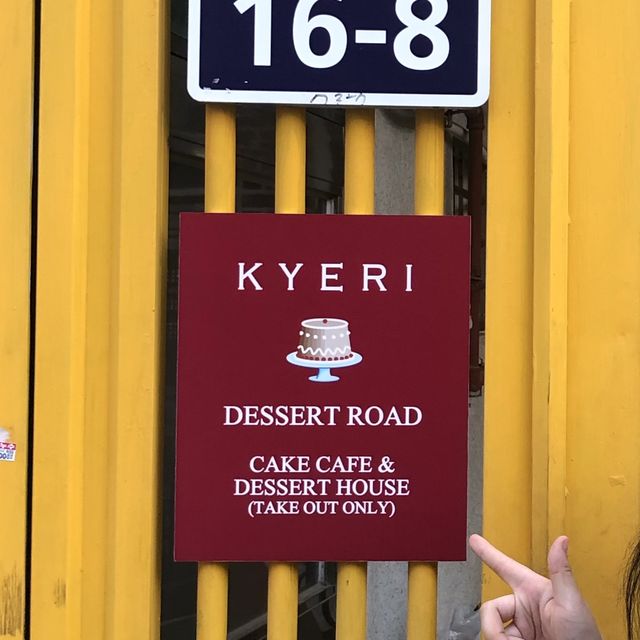 16-8
KYERI
DESSERT ROAD
CAKE CAFE &
DESSERT HOUSE
(TAKE OUT ONLY)